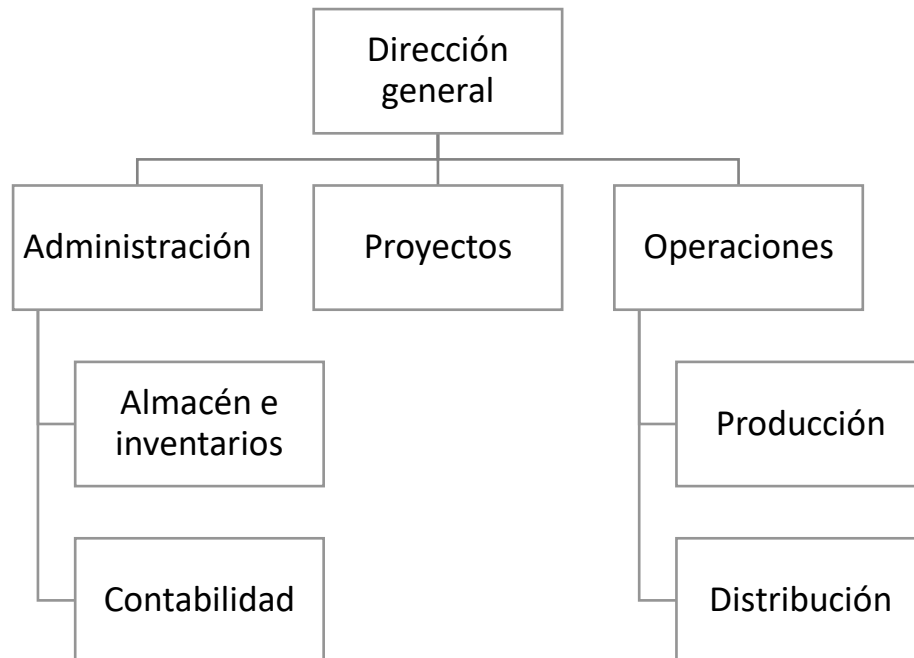 Dirección
general
Administración
Proyectos
Operaciones
Almacén e
inventarios
Producción
Contabilidad
Distribución